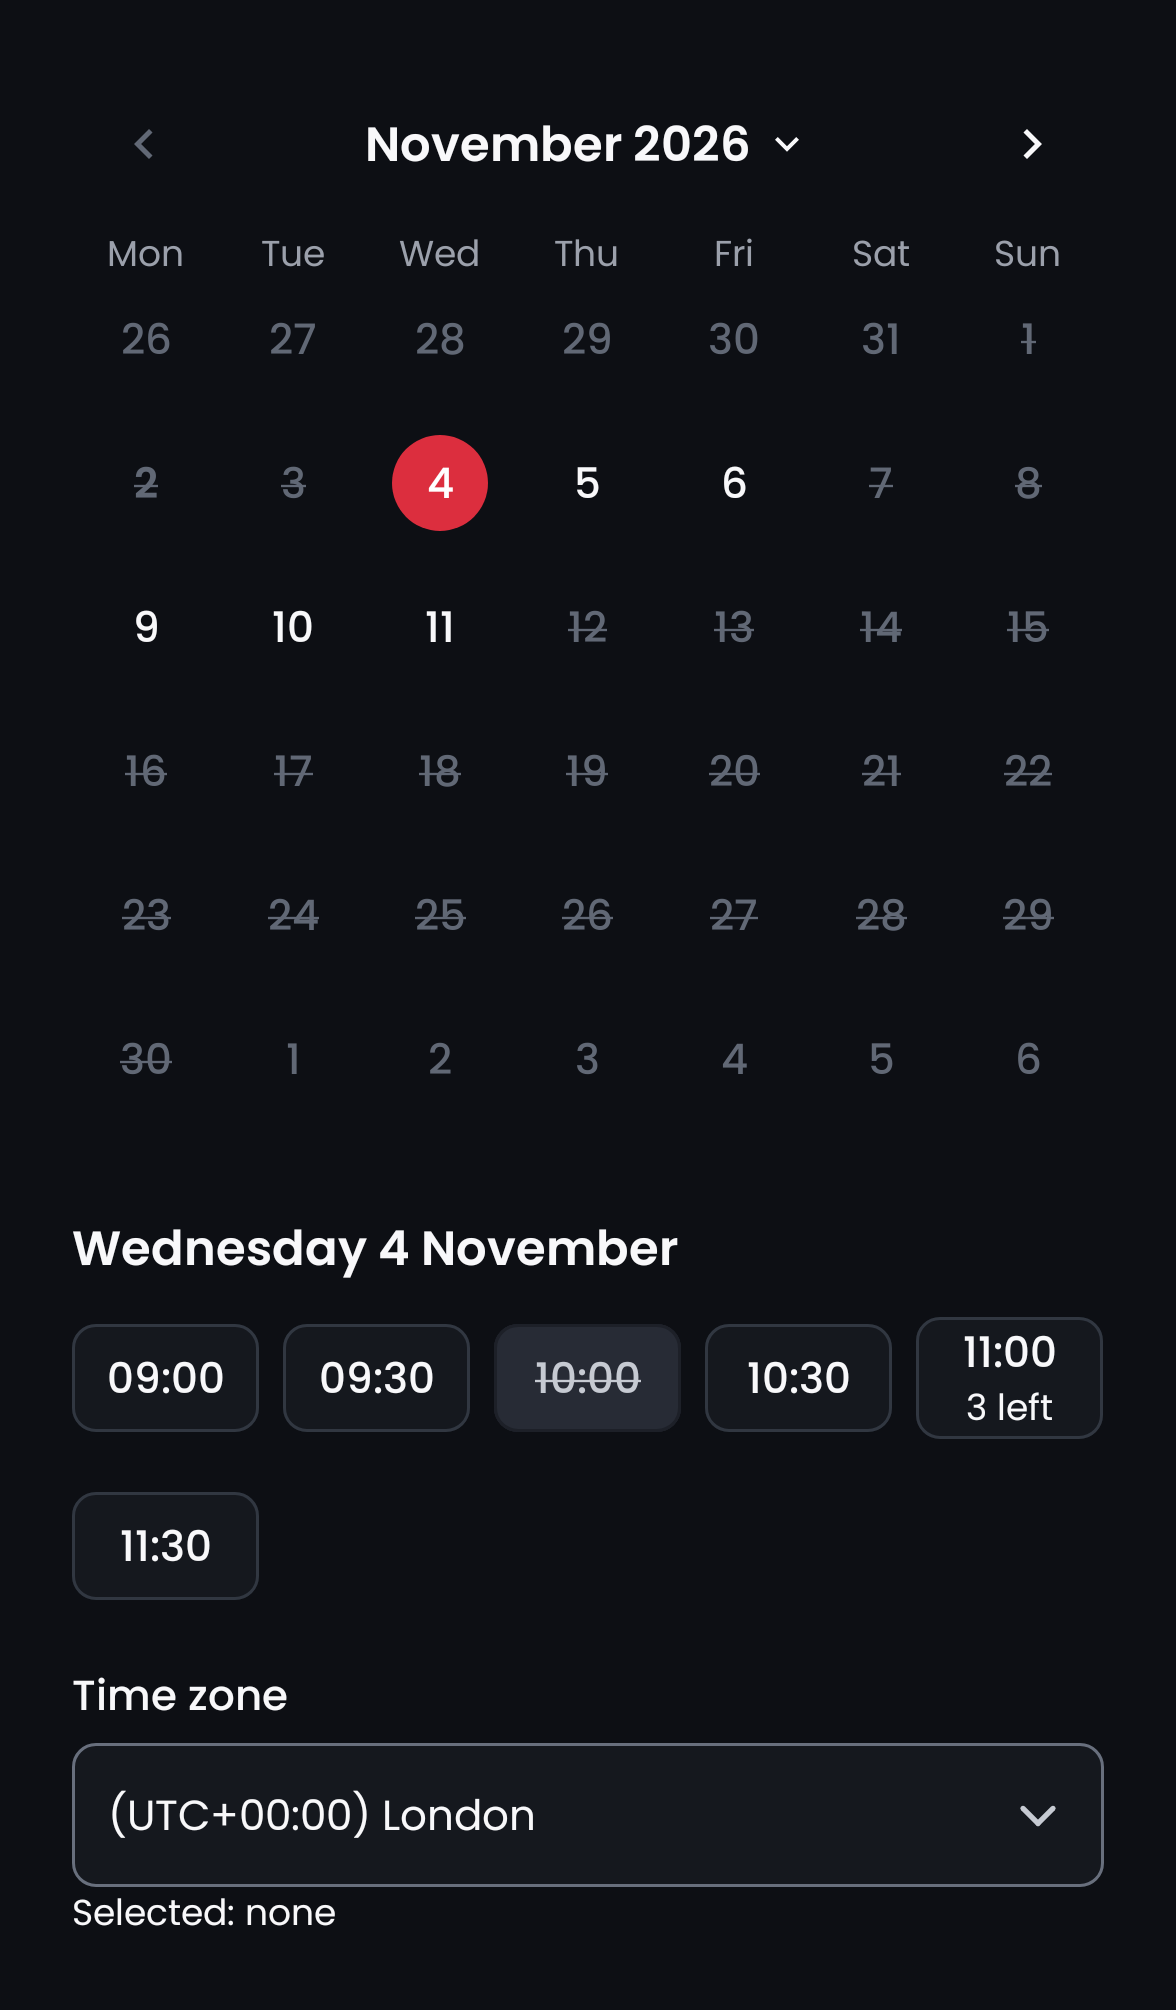 November 2026
Mon Tue Wed Thu Fri Sat Sun
26 27 28 29 30 31 1
2 3 4 5 6 7 8
9 10 11 12 13 14 15
16 17 18 19 20 21 22
23 24 25 26 27 28 29
30 1 2 3 4 5 6
Wednesday 4 November
09:00 09:30 10:00 10:30 11:00
3 left
11:30
Time zone
(UTC+00:00) London
Selected: none